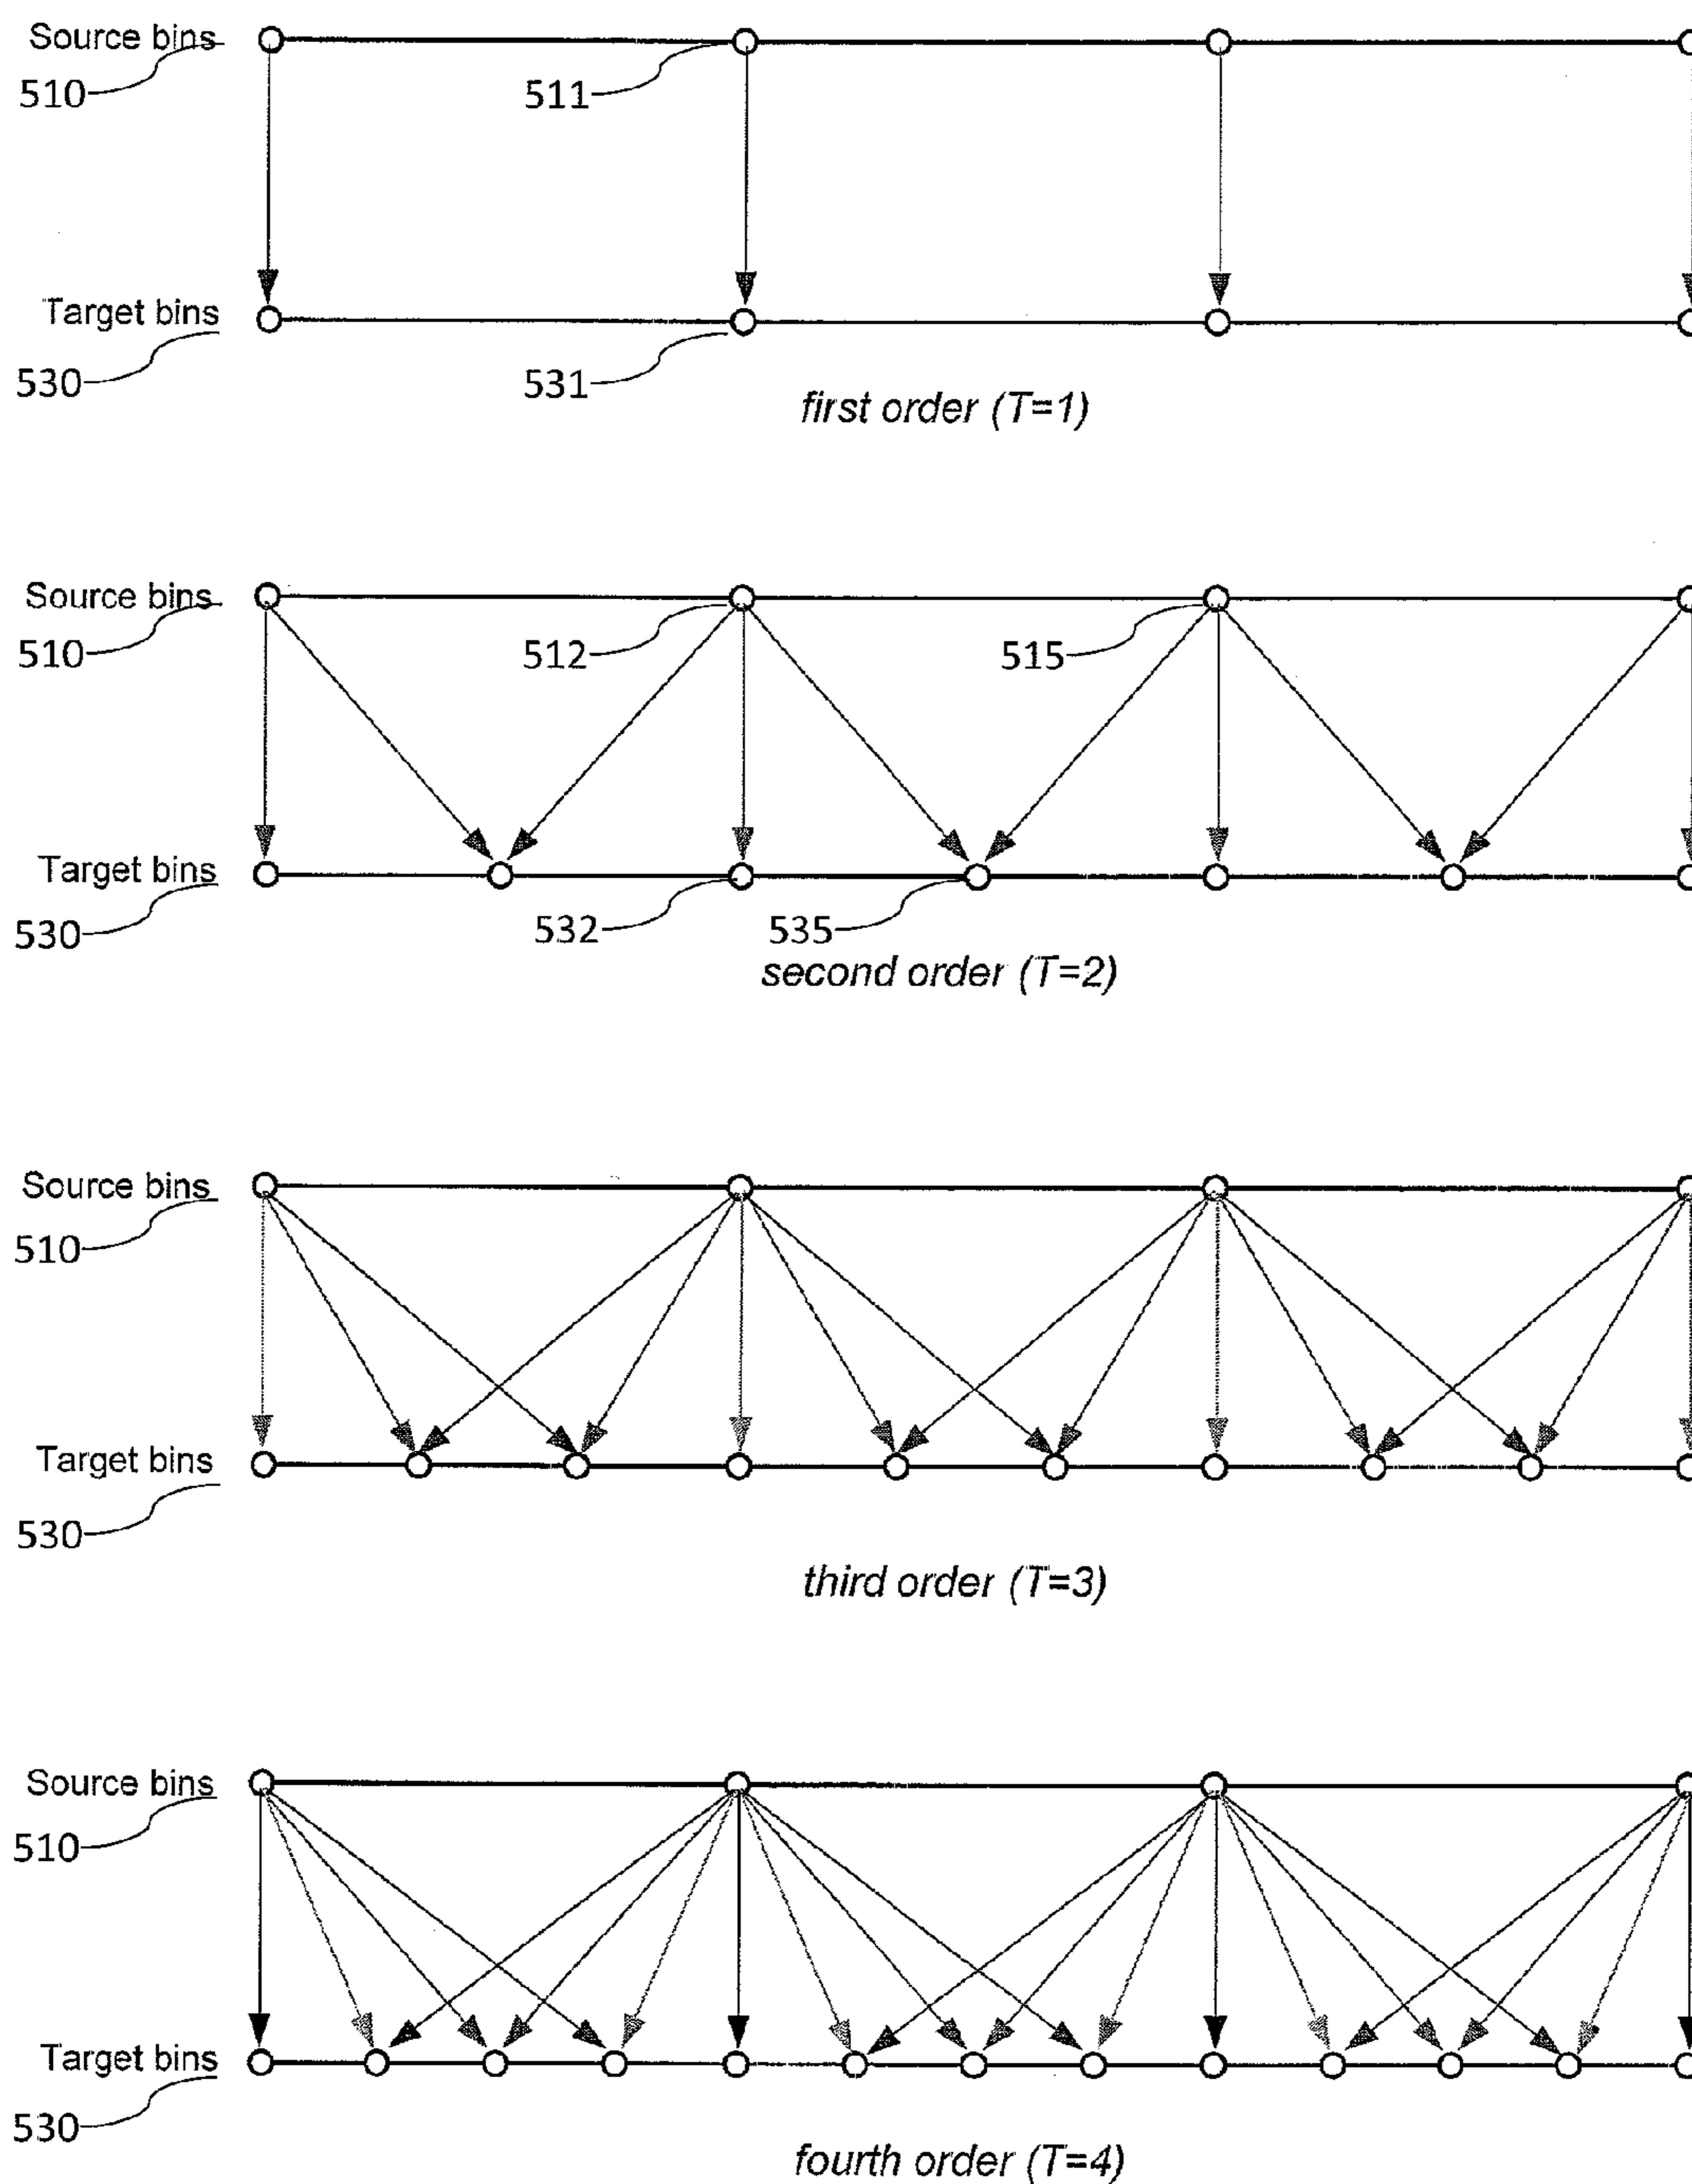 Source bins
510
511
Target bins
530
531
first order (T=1)
Source bins
510
512
515
Target bins
530
532
535
second order (T=2)
Source bins
510
Target bins
530
third order (T=3)
Source bins
510
Target bins
530
fourth order (T=4)